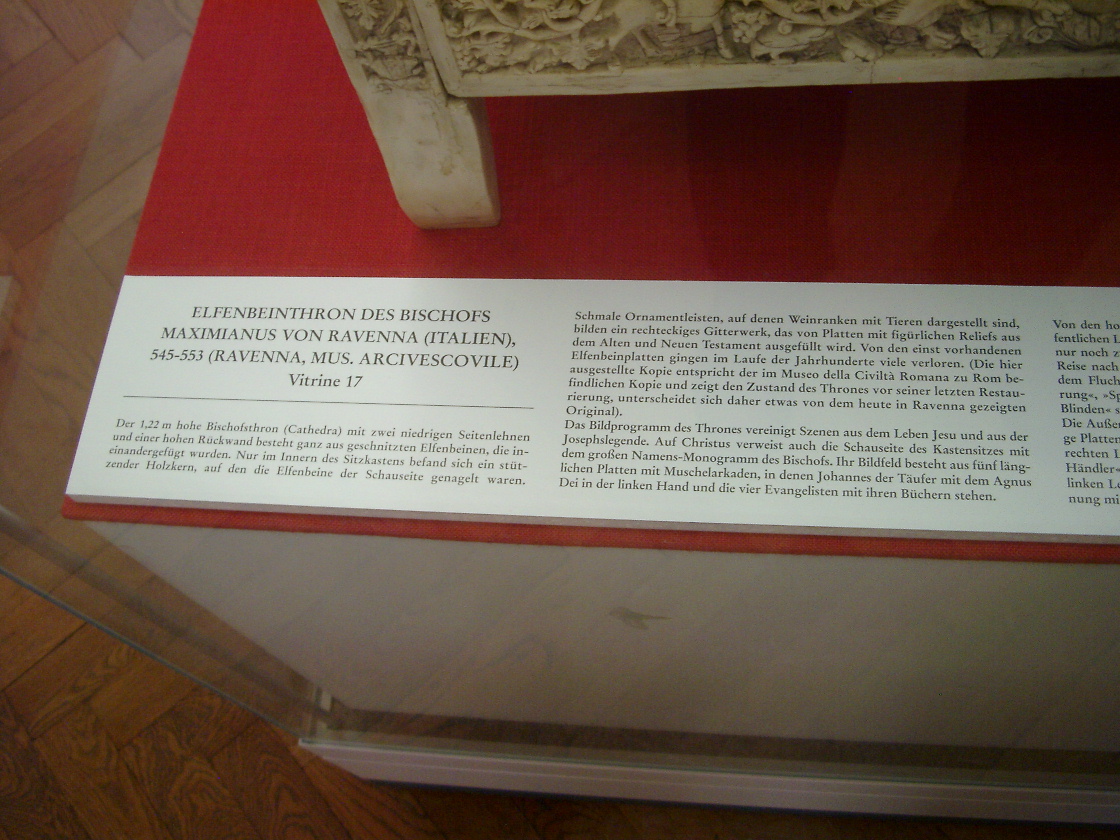 ELFENBEINTHRON DES BISCHOFS
MAXIMIANUS VON RAVENNA (ITALIEN),
545-553 (RAVENNA, MUS. ARCIVESCOVILE)
Vitrine 17
Der 1,22 m hohe Bischofsthron (Cathedra) mit zwei niedrigen Seitenlehnen
und einer hohen Rückwand besteht ganz aus geschnitzten Elfenbeinen, die in-
einandergefügt wurden. Nur im Innern des Sitzkastens befand sich ein stüt-
zender Holzkern, auf den die Elfenbeine der Schauseite genagelt waren.
Schmale Ornamentleisten, auf denen Weinranken mit Tieren dargestellt sind,
bilden ein rechteckiges Gitterwerk, das von Platten mit figürlichen Reliefs aus
dem Alten und Neuen Testament ausgefüllt wird. Von den einst vorhandenen
Elfenbeinplatten gingen im Laufe der Jahrhunderte viele verloren. (Die hier
ausgestellte Kopie entspricht der im Museo della Civiltà Romana zu Rom be-
findlichen Kopie und zeigt den Zustand des Thrones vor seiner letzten Restau-
rierung, unterscheidet sich daher etwas von dem heute in Ravenna gezeigten
Original).
Das Bildprogramm des Thrones vereinigt Szenen aus dem Leben Jesu und aus der
Josephslegende. Auf Christus verweist auch die Schauseite des Kastensitzes mit
dem großen Namens-Monogramm des Bischofs. Ihr Bildfeld besteht aus fünf läng-
lichen Platten mit Muschelarkaden, in denen Johannes der Täufer mit dem Agnus
Dei in der linken Hand und die vier Evangelisten mit ihren Büchern stehen.
Von den ho
fentlichen L
nur noch z
Reise nach
dem Fluch
rung«, »Sp
Blinden« s
Die Außer
ge Platten
rechten L
Händler«
linken Le
nung mi